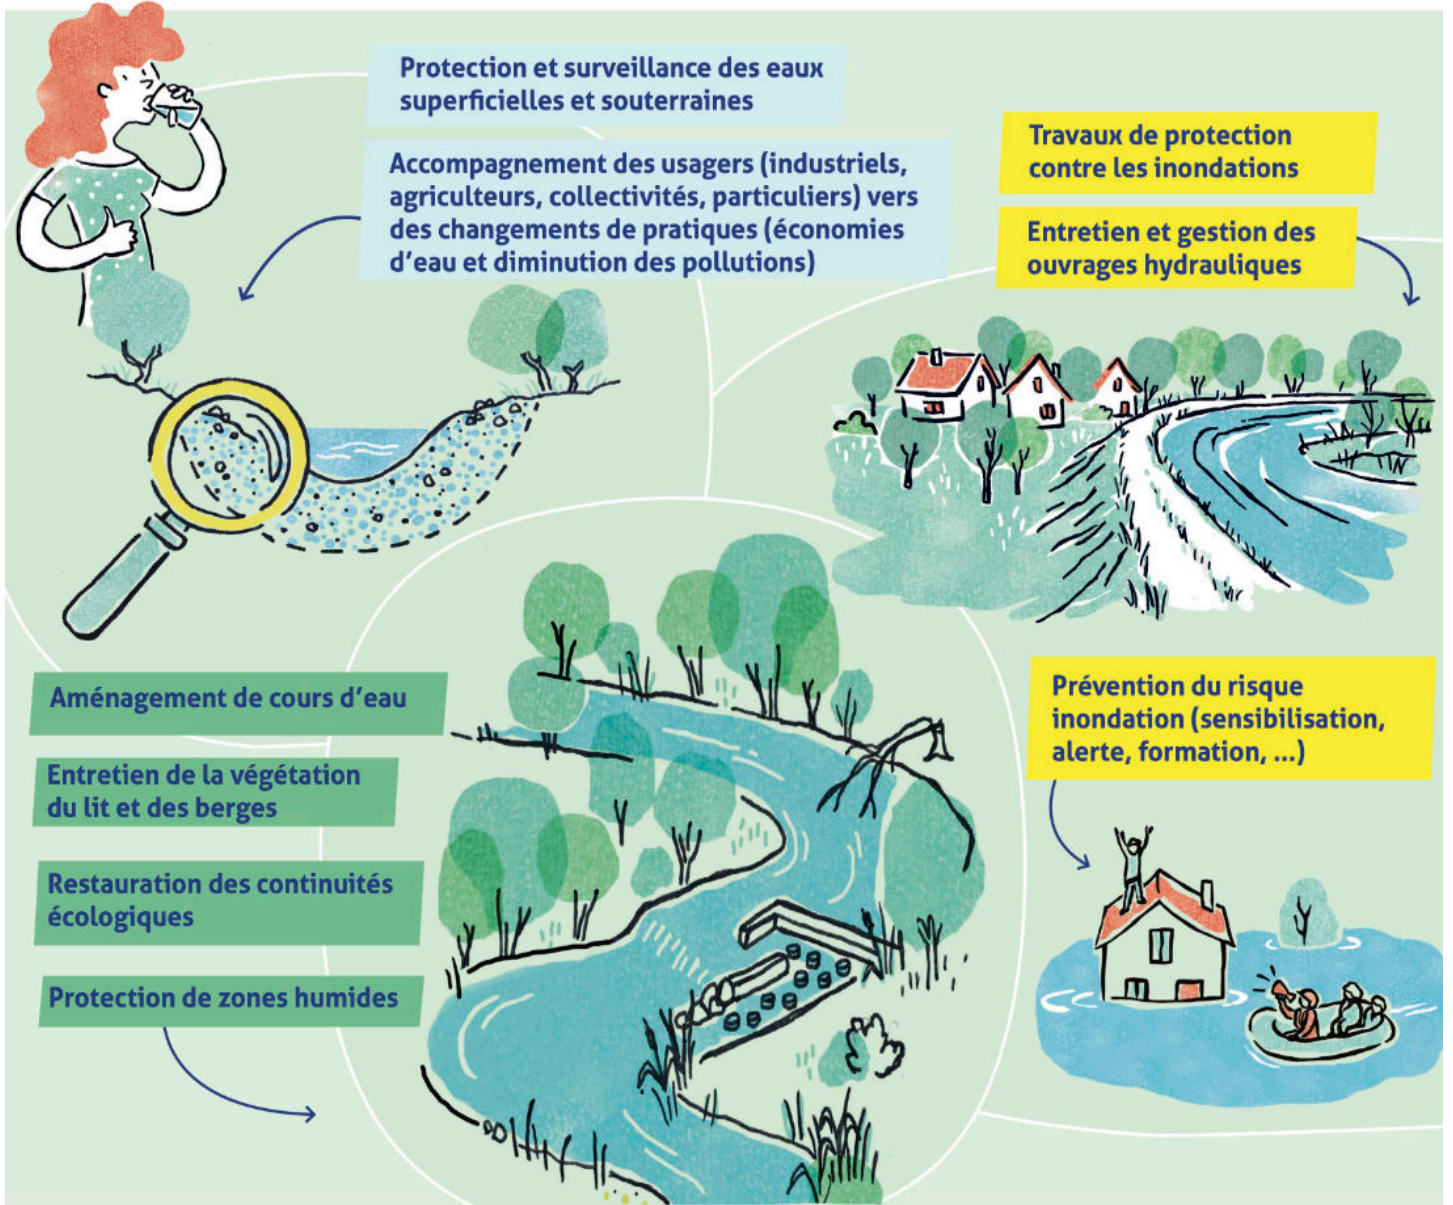 Protection et surveillance des eaux
superficielles et souterraines
Accompagnement des usagers (industriels,
agriculteurs, collectivités, particuliers) vers
des changements de pratiques (économies
d'eau et diminution des pollutions)
Travaux de protection
contre les inondations
Entretien et gestion des
ouvrages hydrauliques
Aménagement de cours d'eau
Entretien de la végétation
du lit et des berges
Restauration des continuités
écologiques
Protection de zones humides
Prévention du risque
inondation (sensibilisation,
alerte, formation, ...)